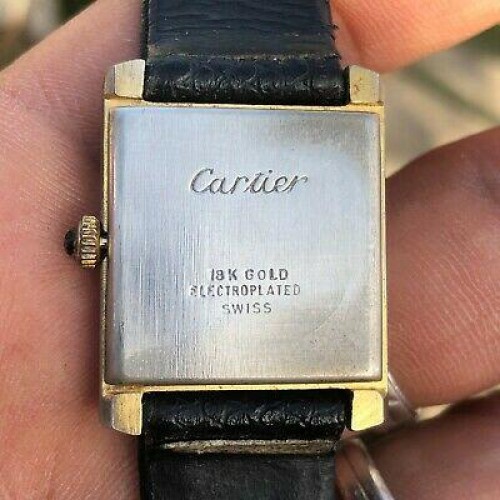 Cartier
18K GOLD
ELECTROPLATED
SWISS